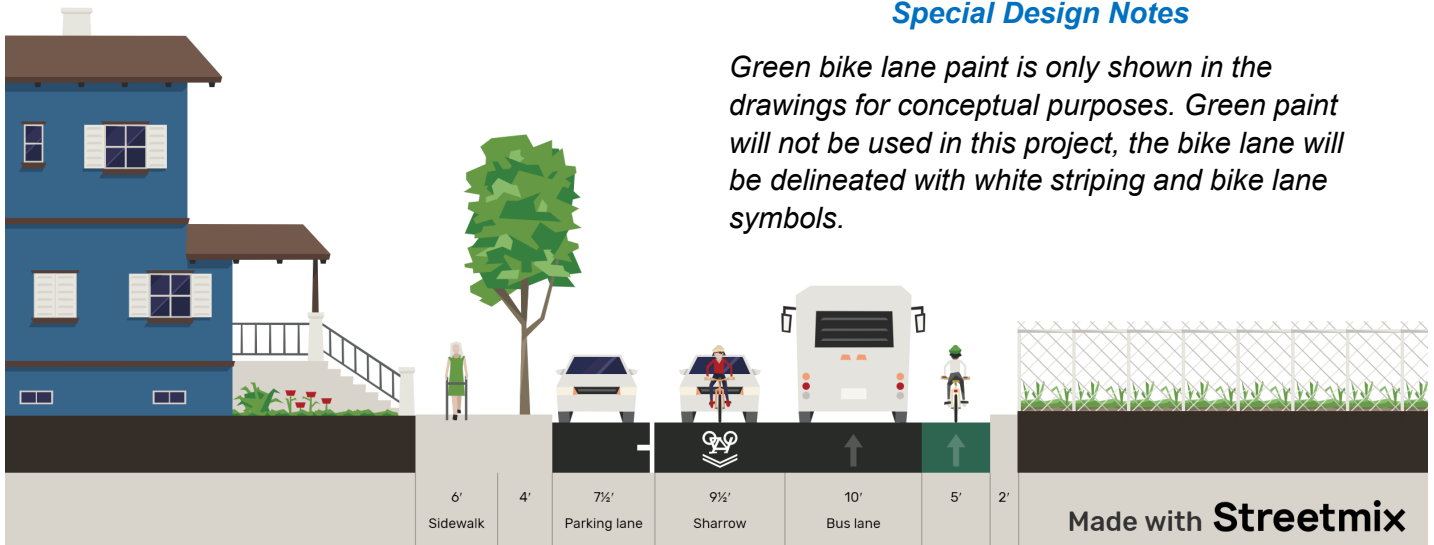 Special Design Notes
Green bike lane paint is only shown in the
drawings for conceptual purposes. Green paint
will not be used in this project, the bike lane will
be delineated with white striping and bike lane
symbols.
6′ 4′ 7½′ 9½′ 10′ 5′ 2′
Sidewalk Parking lane Sharrow Bus lane
Made with Streetmix